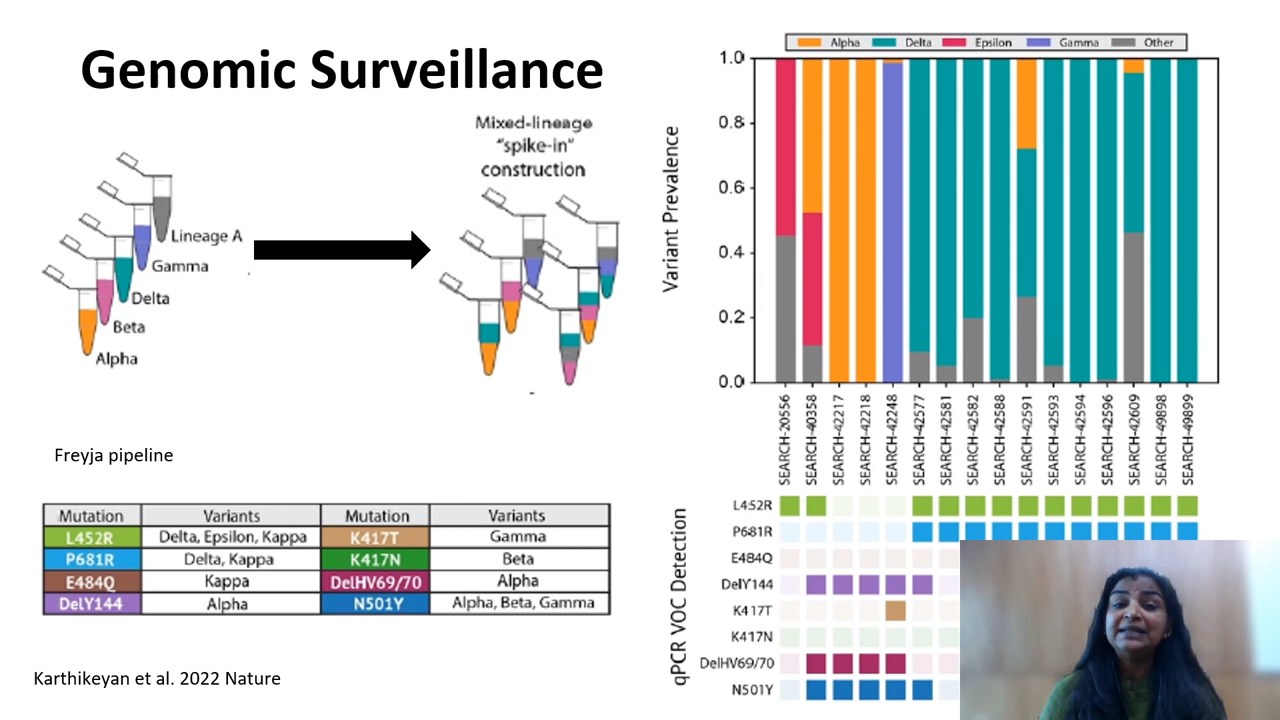 Genomic Surveillance
Mixed-lineage
"spike-in"
construction
Lineage A
Gamma
Delta
Beta
Alpha
Freyja pipeline
Mutation Variants Mutation Variants
L452R Delta, Epsilon, Kappa K417T Gamma
P681R Delta, Kappa K417N Beta
E484Q Kappa DelHV69/70 Alpha
DelY144 Alpha N501Y Alpha, Beta, Gamma
Karthikeyan et al. 2022 Nature
Alpha Delta Epsilon Gamma Other
Variant Prevalence
1.0
0.8
0.6
0.4
0.2
0.0
SEARCH-20556
SEARCH-40358
SEARCH-42217
SEARCH-42218
SEARCH-42248
SEARCH-42577
SEARCH-42581
SEARCH-42582
SEARCH-42588
SEARCH-42591
SEARCH-42593
SEARCH-42594
SEARCH-42596
SEARCH-42609
SEARCH-49898
SEARCH-49899
qPCR VOC Detection
L452R
P681R
E484Q
DelY144
K417T
K417N
DelHV69/70
N501Y